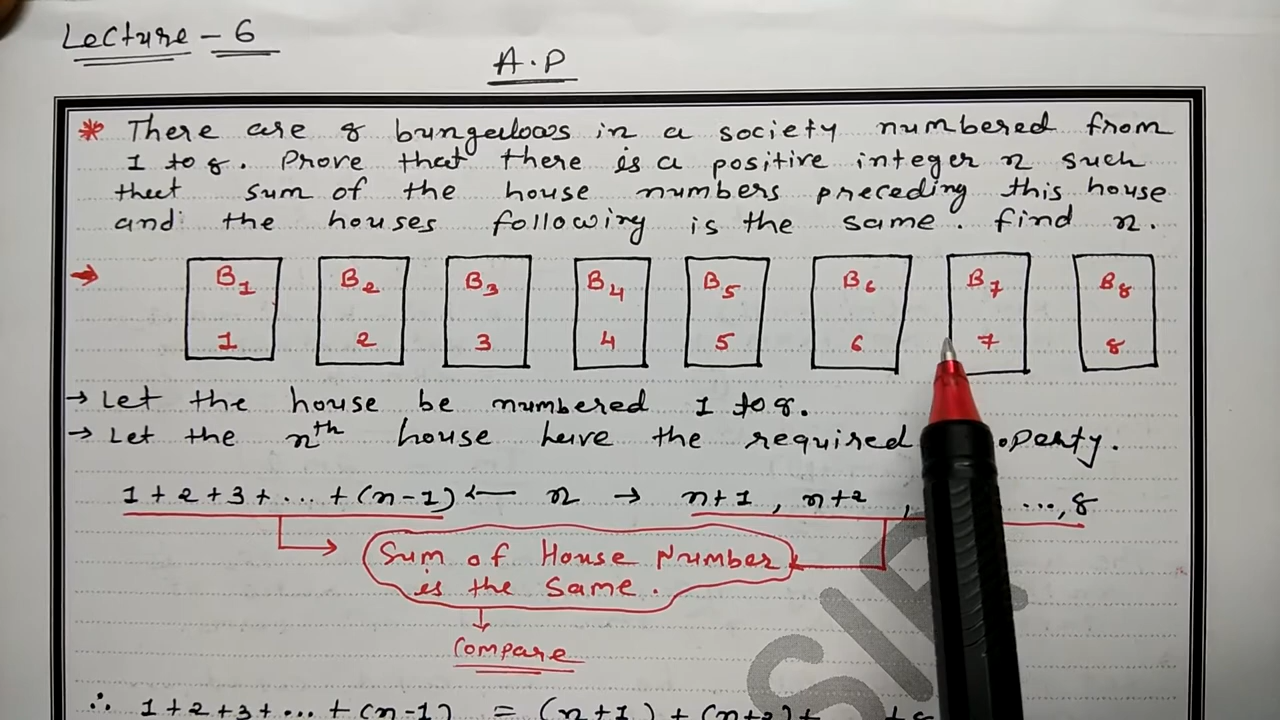 Lecture - 6
A.P
* There are 8 bungalows in a society numbered from
1 to 8. Prove that there is a positive integer n such
that sum of the house numbers preceding this house
and the houses following is the same. find n.
B1 B2 B3 B4 B5 B6 B7 B8
1 2 3 4 5 6 7 8
→ Let the house be numbered 1 to 8.
→ Let the nth house have the required
1 + 2 + 3 + ... + (n-1) ← n → n+1, n+2, ..., 8
Sum of House Number
is the same.
Compare
∴ 1 + 2 + 3 + ... + (n-1) = (n+1) + (n+2) +
SIR